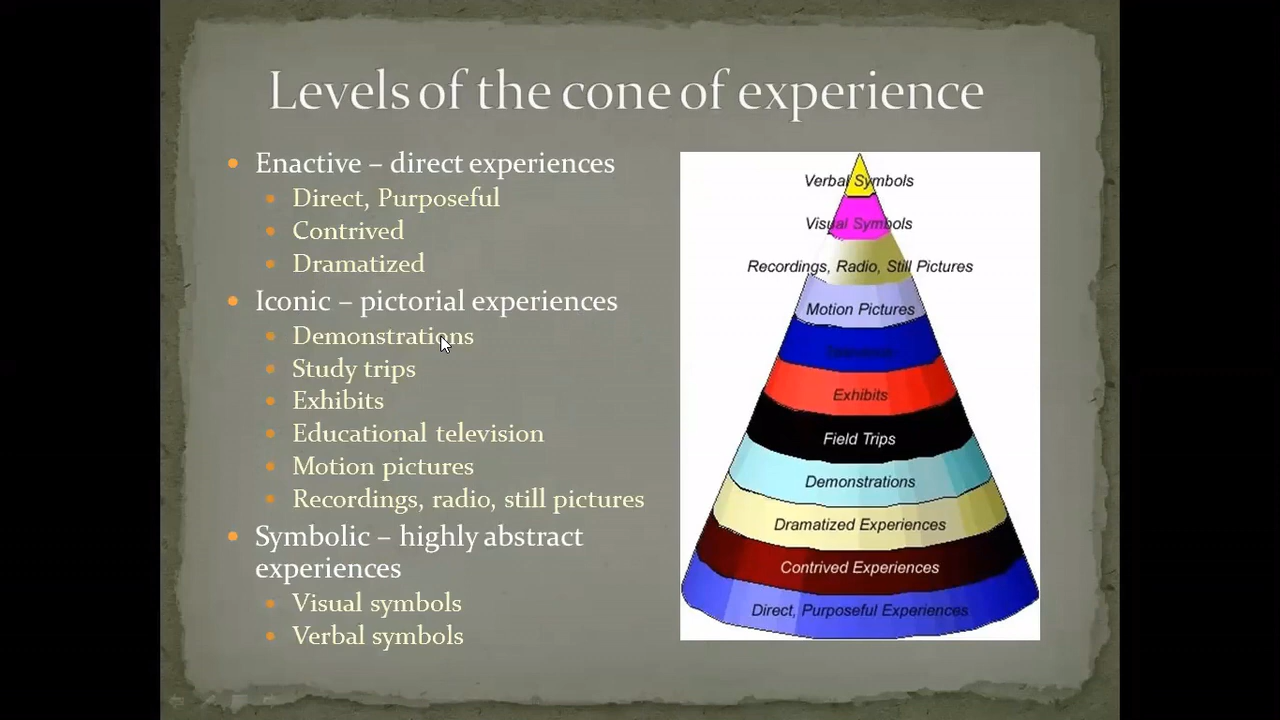 Levels of the cone of experience
Enactive – direct experiences
Direct, Purposeful
Contrived
Dramatized
Iconic – pictorial experiences
Demonstrations
Study trips
Exhibits
Educational television
Motion pictures
Recordings, radio, still pictures
Symbolic – highly abstract
experiences
Visual symbols
Verbal symbols
Verbal Symbols
Visual Symbols
Recordings, Radio, Still Pictures
Motion Pictures
Exhibits
Field Trips
Demonstrations
Dramatized Experiences
Contrived Experiences
Direct, Purposeful Experiences